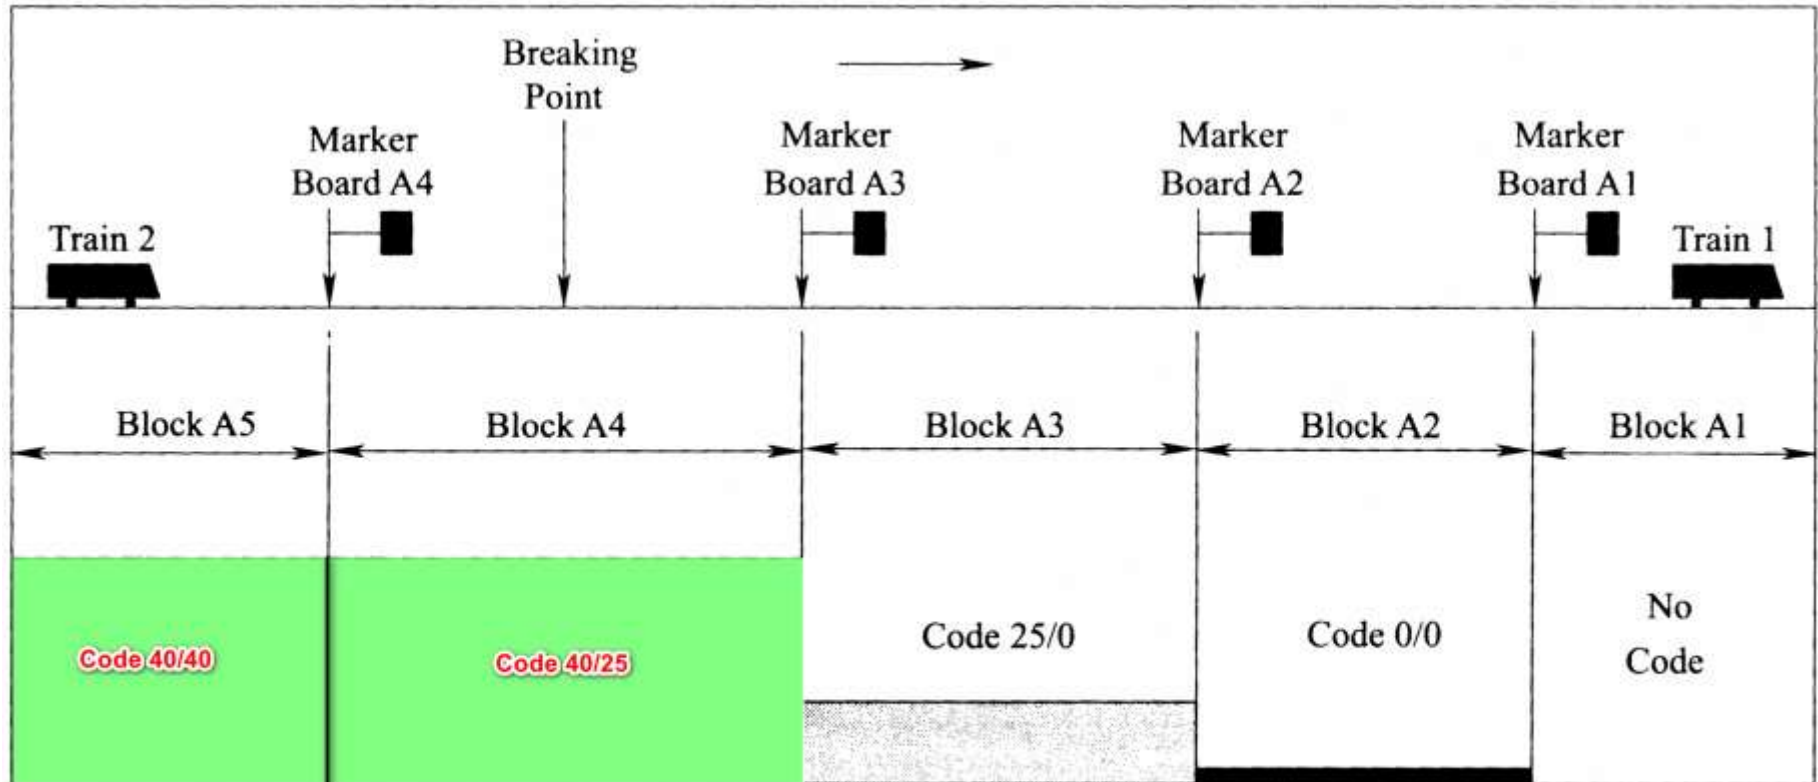 Breaking
Point
Marker
Board A4
Marker
Board A3
Marker
Board A2
Marker
Board A1
Train 2
Train 1
Block A5
Block A4
Block A3
Block A2
Block A1
Code 40/40
Code 40/25
Code 25/0
Code 0/0
No
Code